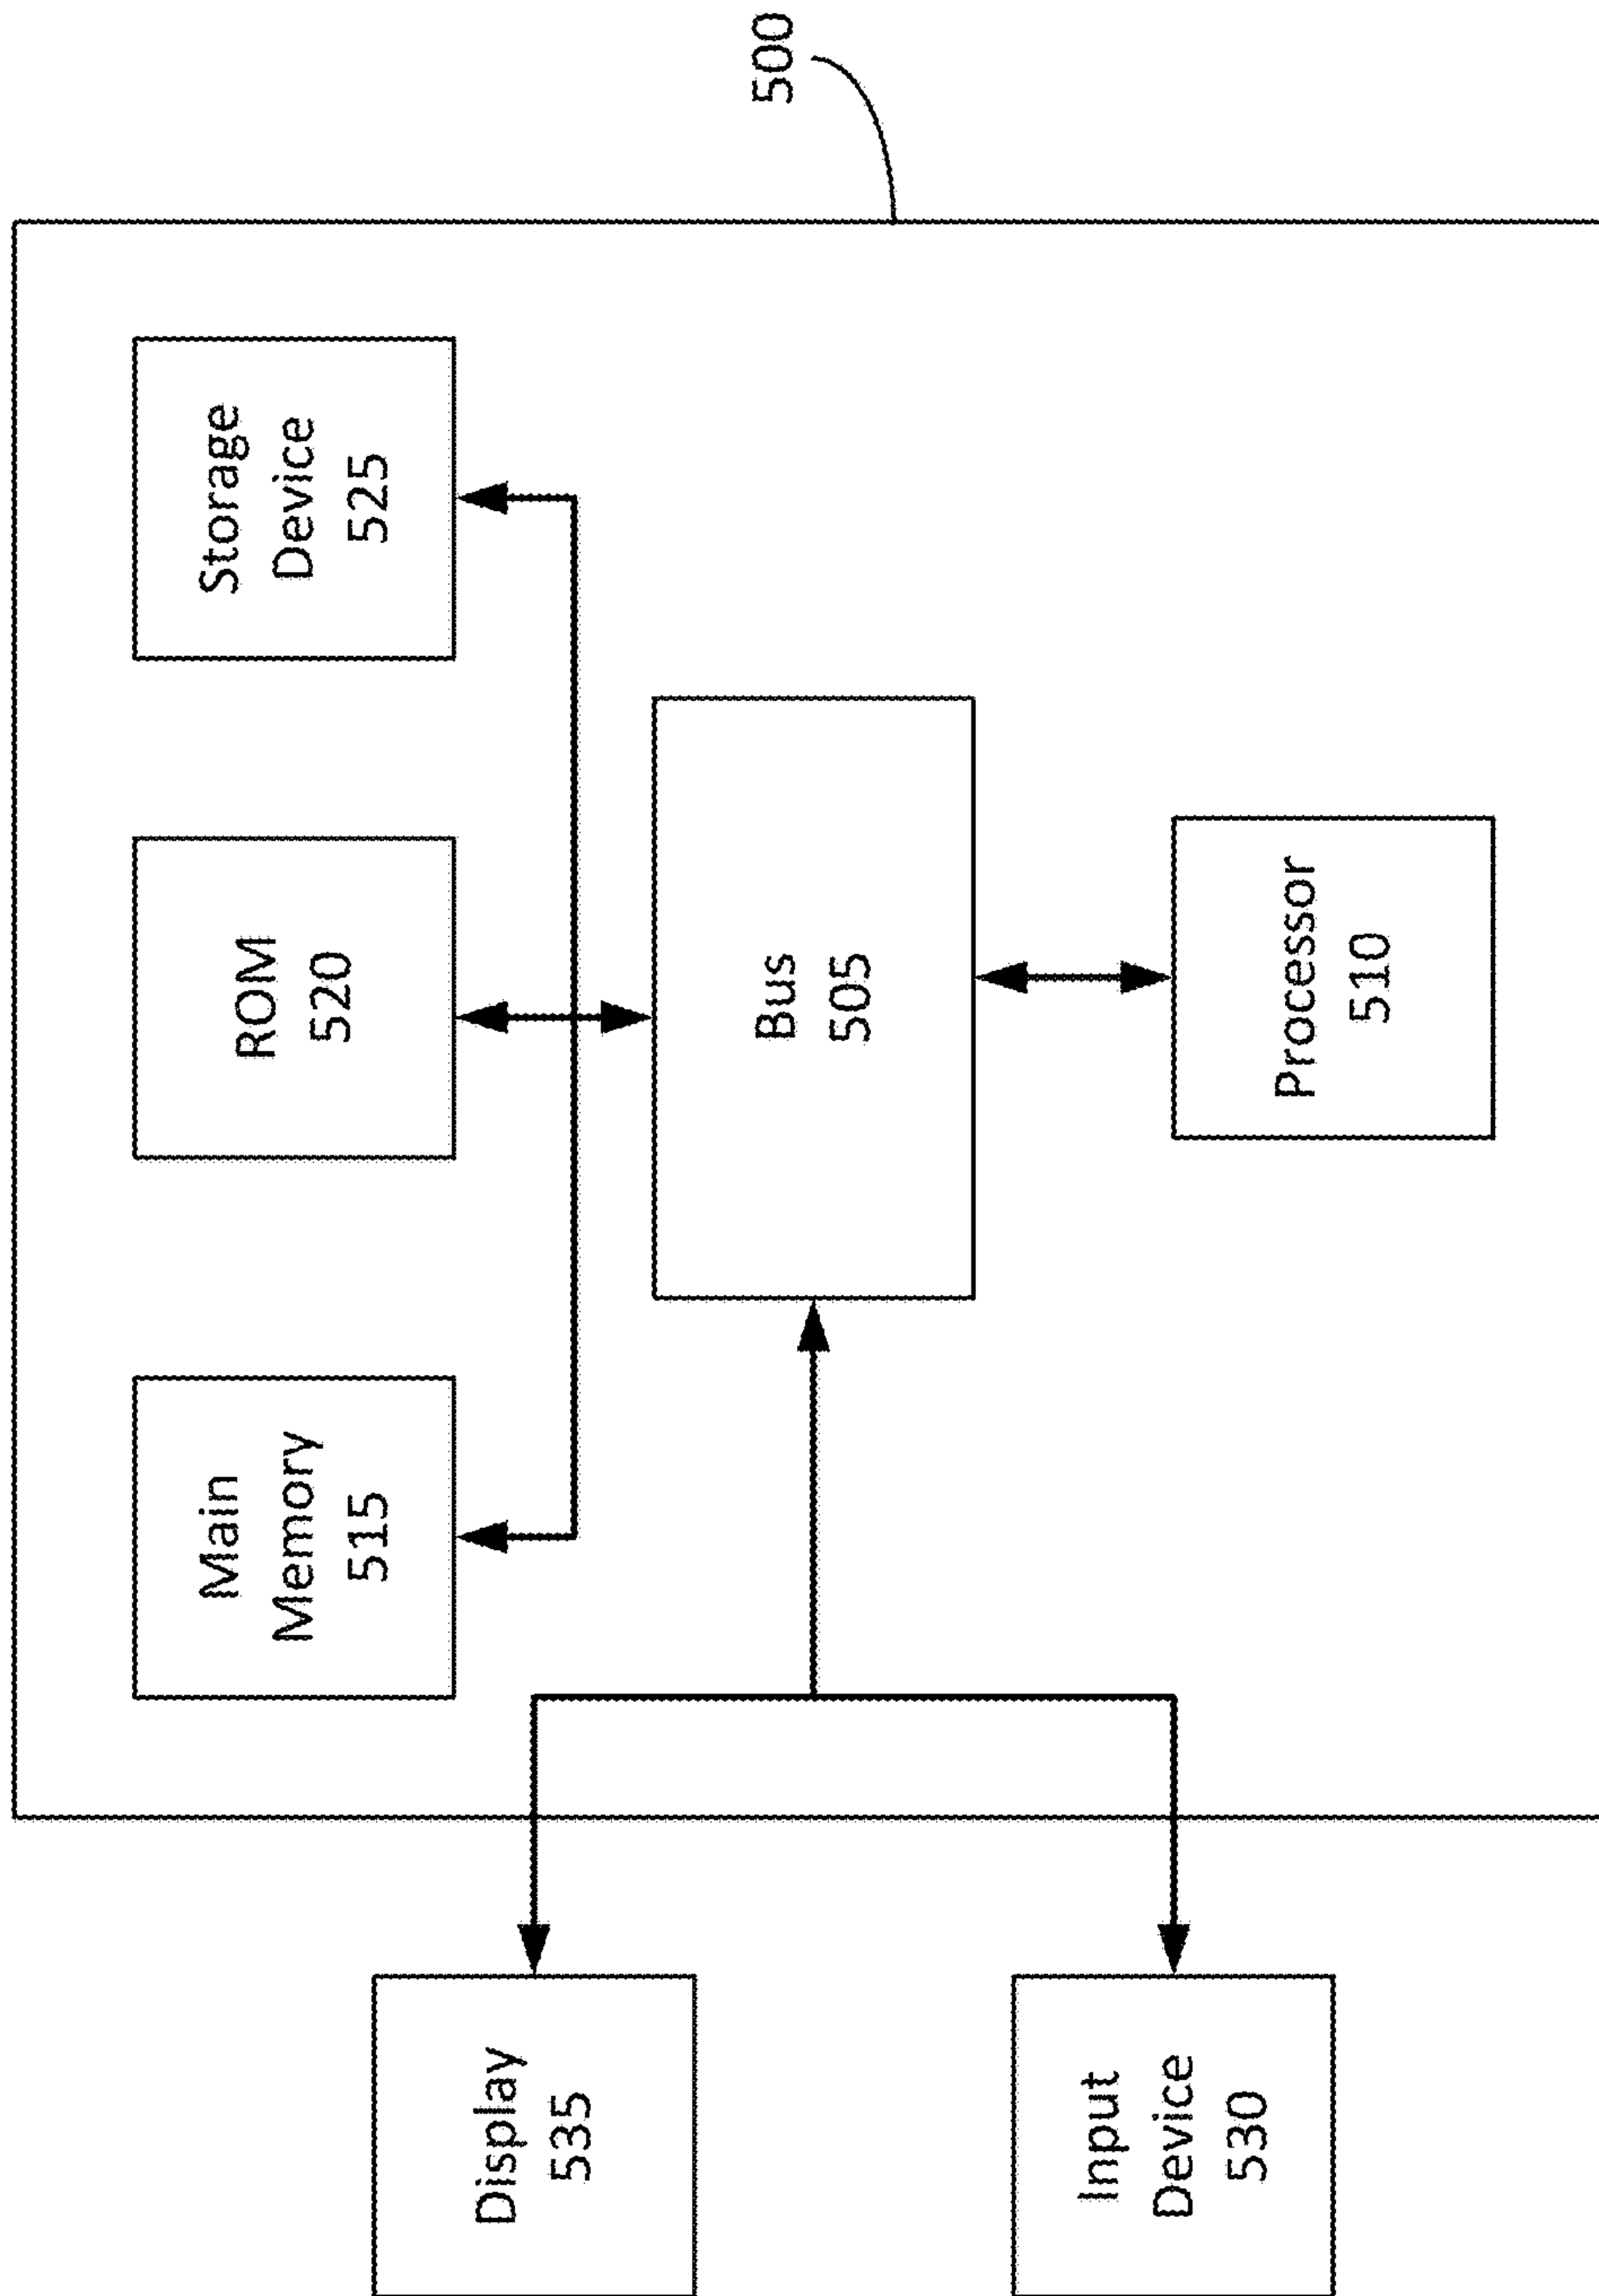 500
Main
Memory
515
ROM
520
Storage
Device
525
Display
535
Bus
505
Input
Device
530
Processor
510